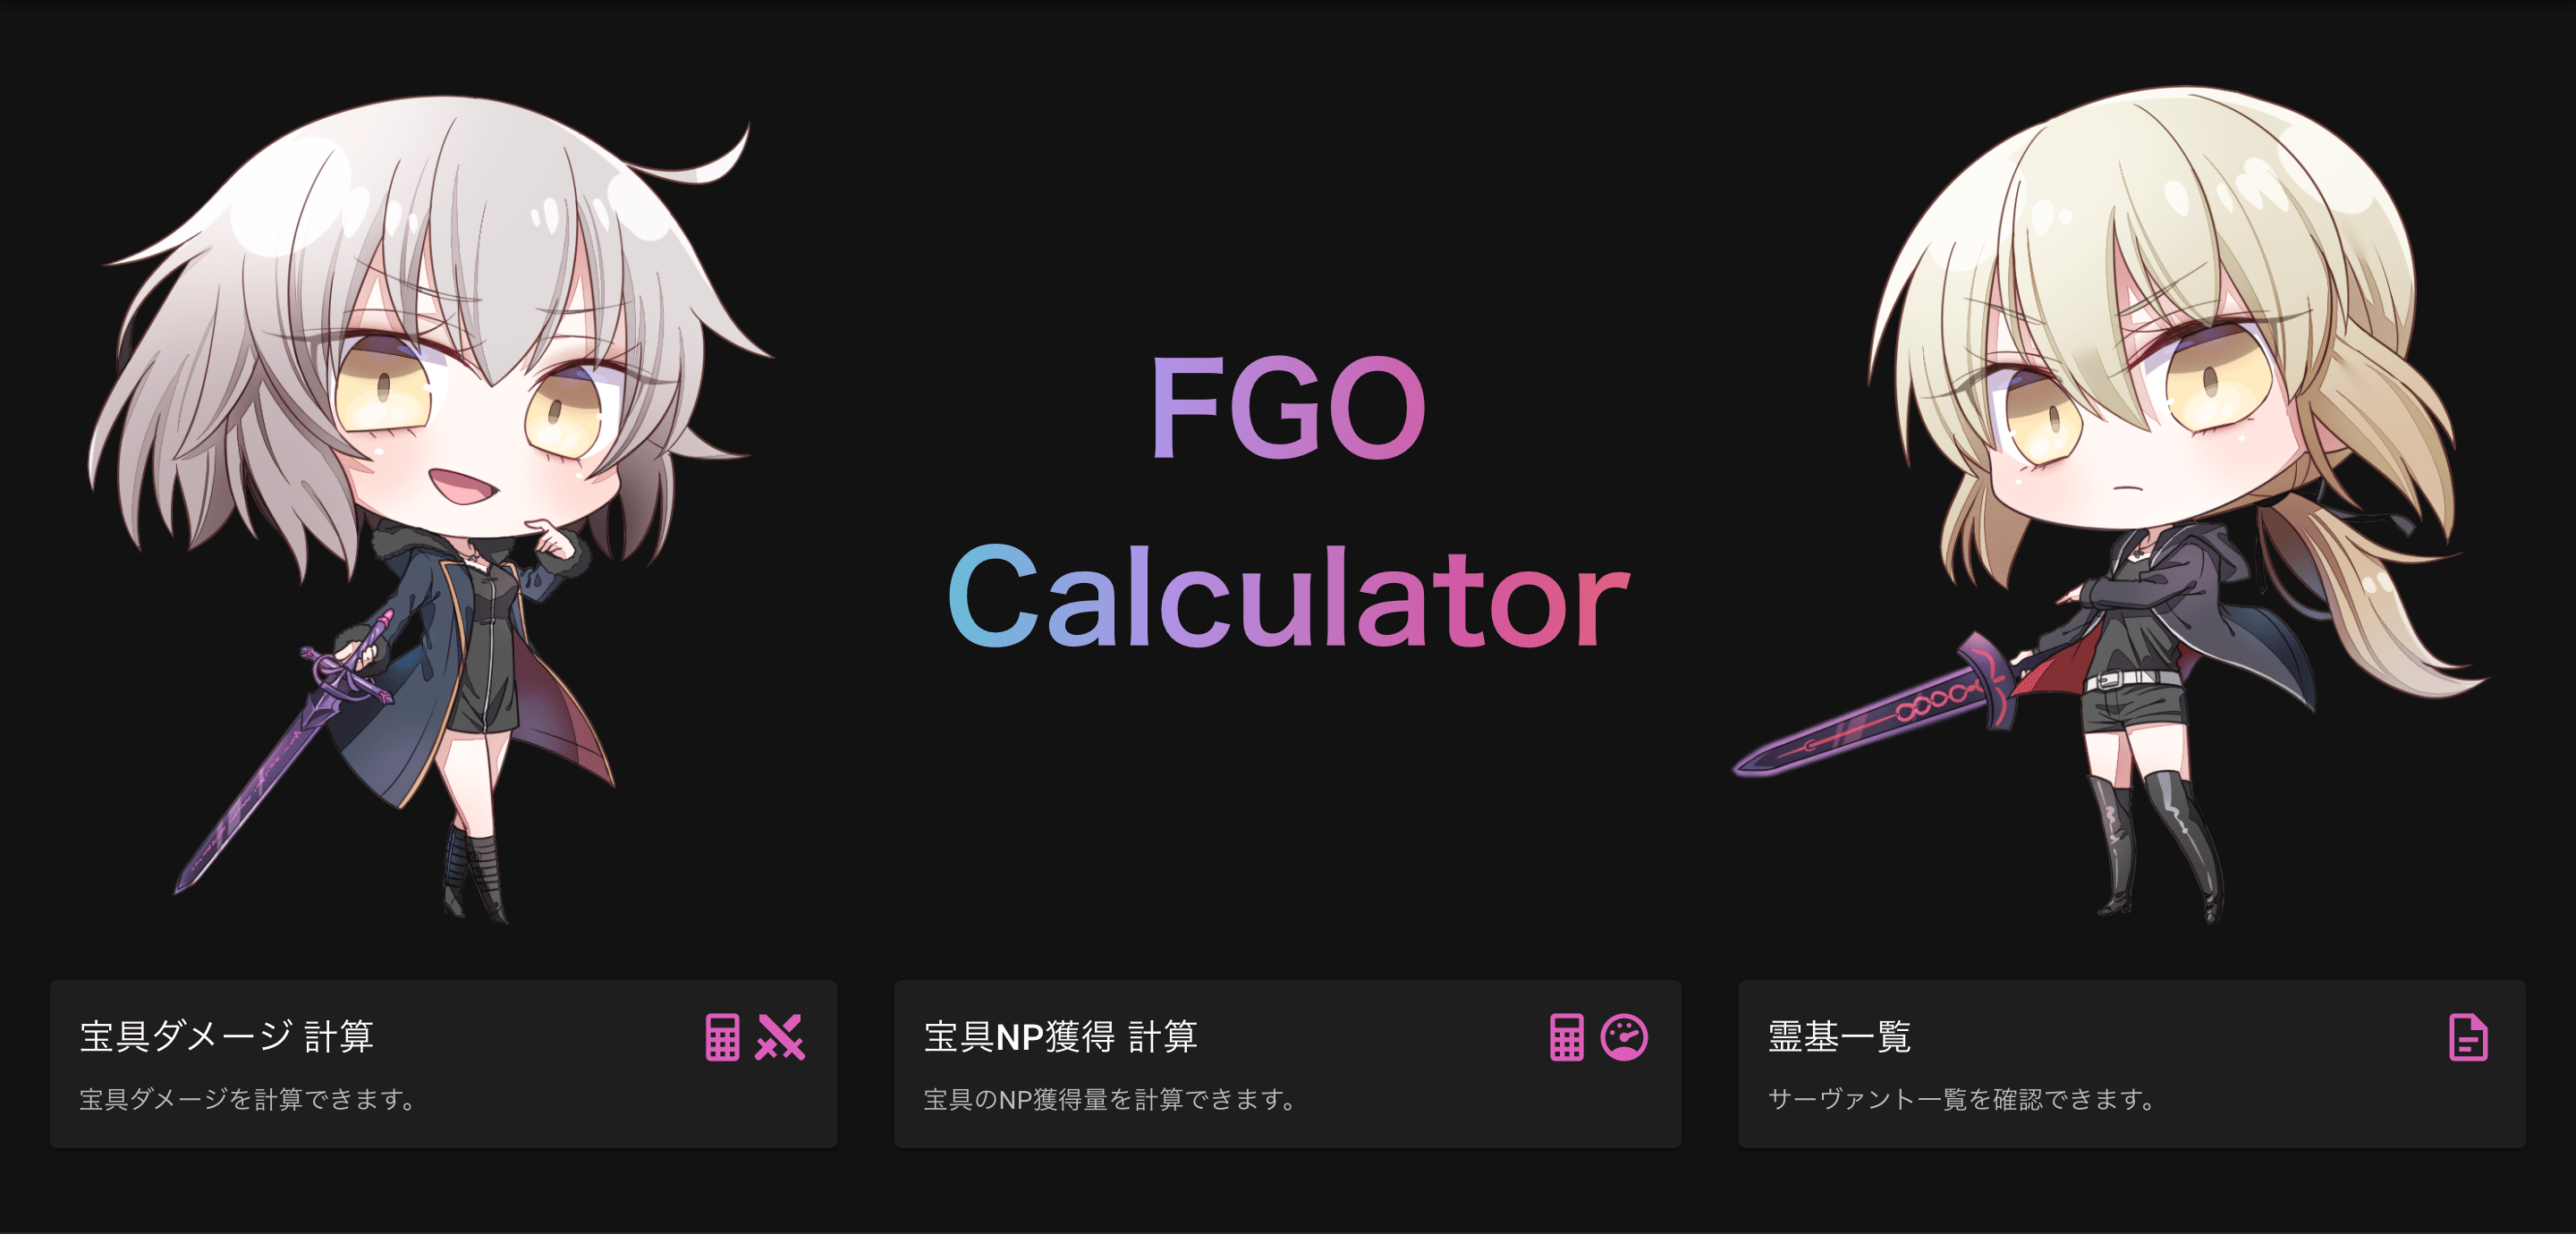 FGO
Calculator
宝具ダメージ 計算
宝具ダメージを計算できます。
宝具NP獲得 計算
宝具のNP獲得量を計算できます。
霊基一覧
サーヴァント一覧を確認できます。